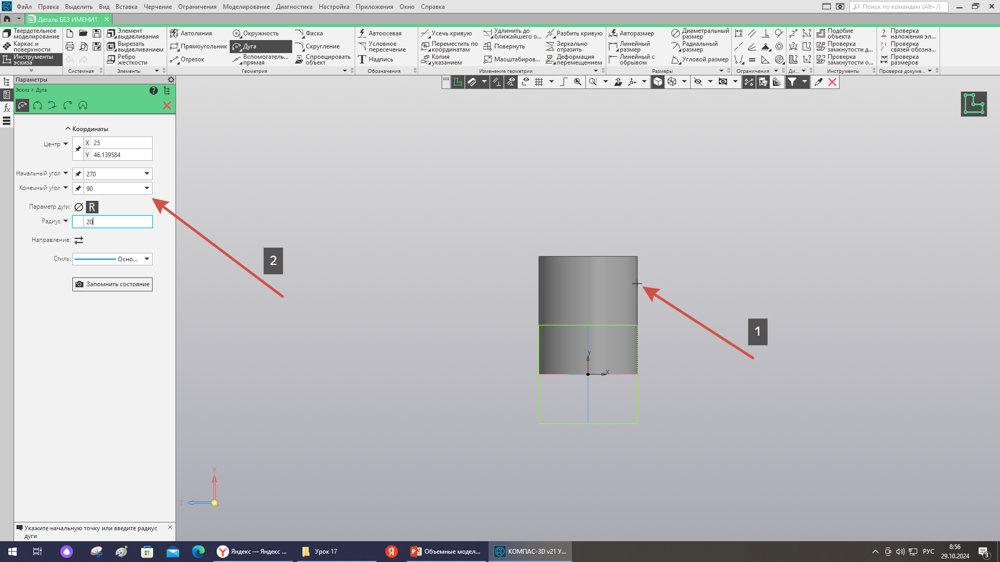 Файл Правка Выделить Вид Вставка Черчение Ограничения Моделирование Диагностика Настройка Приложения Окно Справка
Поиск по командам (Alt+/)
Деталь БЕЗ ИМЕНИ1
Твердотельное моделирование
Каркас и поверхности
Инструменты эскиза
Системная
Элемент выдавливания
Вырезать выдавливанием
Ребро жесткости
Элементы
Автолиния
Прямоугольник
Отрезок
Окружность
Дуга
Вспомогатель... прямая
Фаска
Скругление
Спроецировать объект
Геометрия
Автоосевая
Условное пересечение
Надпись
Обозначения
Усечь кривую
Переместить по координатам
Копия указанием
Удлинить до ближайшего о...
Повернуть
Масштабиров...
Разбить кривую
Зеркально отразить
Деформация перемещением
Изменение геометрии
Авторазмер
Линейный размер
Линейный с обрывом
Диаметральный размер
Радиальный размер
Угловой размер
Размеры
Ограничения
Ди...
Подобие объекта
Проверка замкнутости д...
Проверка замкнутости о...
Инструменты
Проверка наложения эл...
Проверка связей обозна...
Проверка размеров
Проверка докуме...
Параметры
Эскиз > Дуга
Координаты
Центр
X 25
Y 46.139584
Начальный угол 270
Конечный угол 90
Параметр дуги: R
Радиус 20
Направление:
Стиль: Осно...
Запомнить состояние
2
1
Y
X
X
Z
Укажите начальную точку или введите радиус
дуги
Яндекс — Яндекс ...
Урок 17
Объемные модел...
КОМПАС-3D v21 У...
РУС
8:56
29.10.2024
3